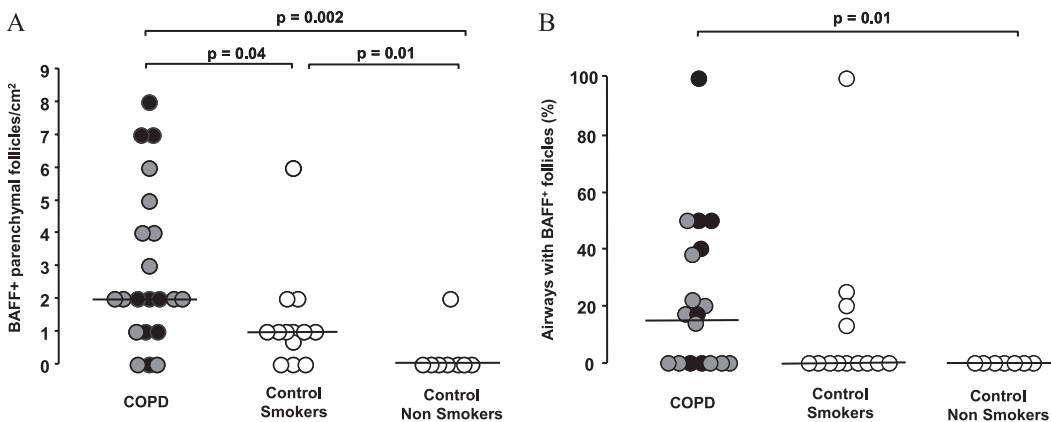 A
p = 0.002
p = 0.04
p = 0.01
BAFF+ parenchymal follicles/cm²
9
8
7
6
5
4
3
2
1
0
COPD
Control
Smokers
Control
Non Smokers
B
p = 0.01
Airways with BAFF⁺ follicles (%)
100
80
60
40
20
0
COPD
Control
Smokers
Control
Non Smokers